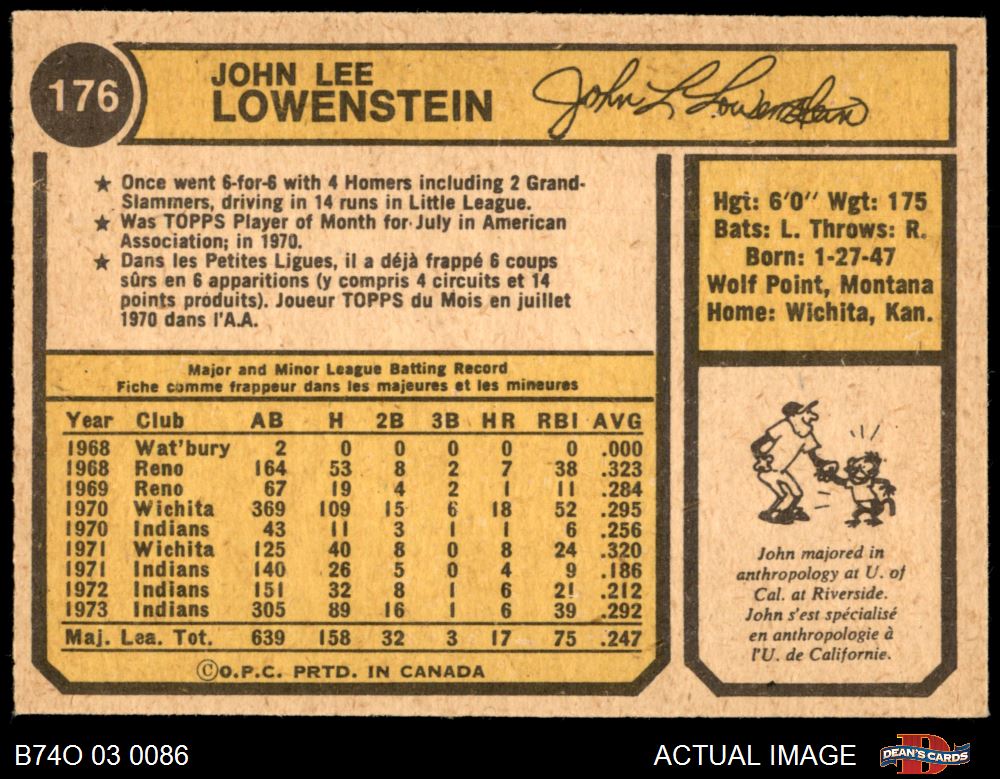 176
JOHN LEE
LOWENSTEIN
John L Lowenstein
★ Once went 6-for-6 with 4 Homers including 2 Grand-
Slammers, driving in 14 runs in Little League.
★ Was TOPPS Player of Month for July in American
Association; in 1970.
★ Dans les Petites Ligues, il a déjà frappé 6 coups
sûrs en 6 apparitions (y compris 4 circuits et 14
points produits). Joueur TOPPS du Mois en juillet
1970 dans l'A.A.
Hgt: 6'0" Wgt: 175
Bats: L. Throws: R.
Born: 1-27-47
Wolf Point, Montana
Home: Wichita, Kan.
Major and Minor League Batting Record
Fiche comme frappeur dans les majeures et les mineures
Year Club AB H 2B 3B HR RBI AVG
1968 Wat'bury 2 0 0 0 0 0 .000
1968 Reno 164 53 8 2 7 38 .323
1969 Reno 67 19 4 2 1 11 .284
1970 Wichita 369 109 15 6 18 52 .295
1970 Indians 43 11 3 1 1 6 .256
1971 Wichita 125 40 8 0 8 24 .320
1971 Indians 140 26 5 0 4 9 .186
1972 Indians 151 32 8 1 6 21 .212
1973 Indians 305 89 16 1 6 39 .292
Maj. Lea. Tot. 639 158 32 3 17 75 .247
©O.P.C. PRTD. IN CANADA
John majored in
anthropology at U. of
Cal. at Riverside.
John s'est spécialisé
en anthropologie à
l'U. de Californie.
B74O 03 0086
ACTUAL IMAGE
DEAN'S CARDS